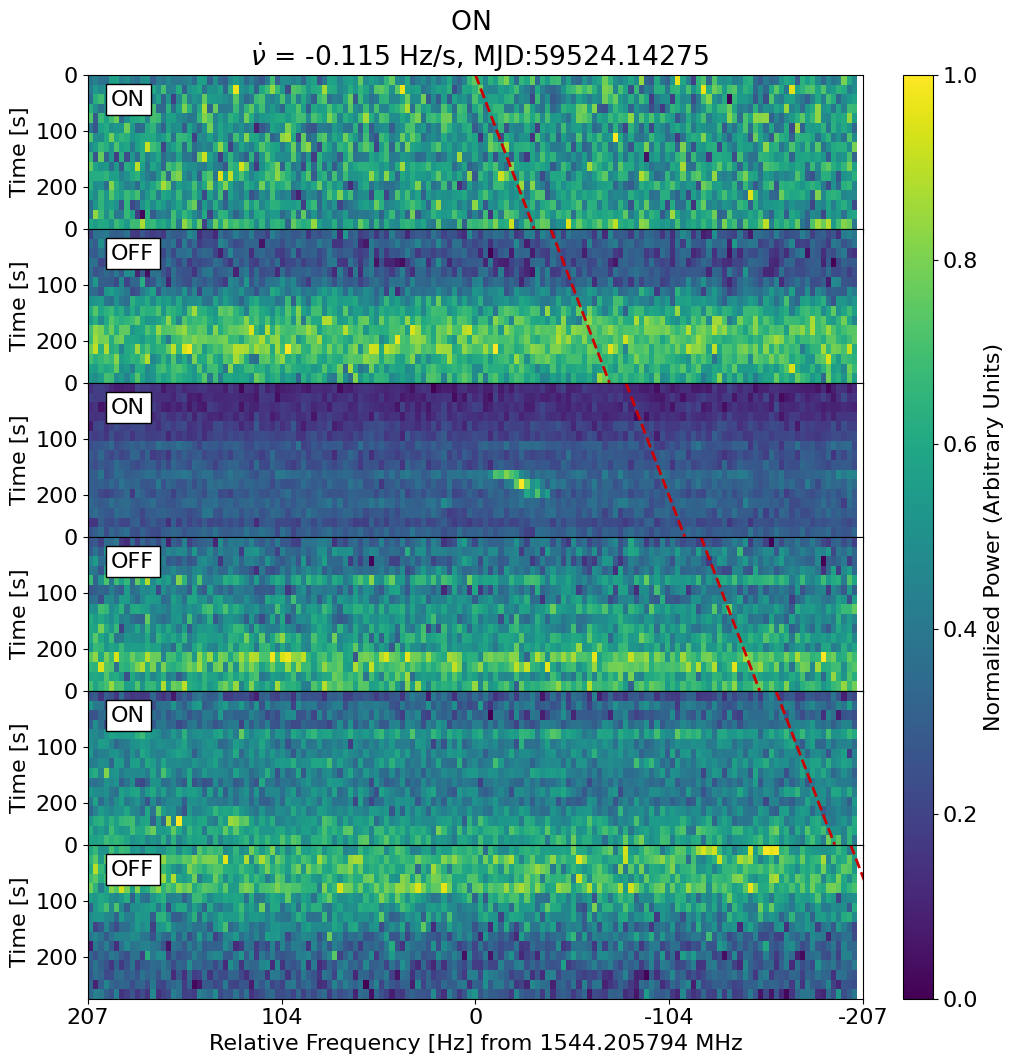 ON
ν̇ = -0.115 Hz/s, MJD:59524.14275
0
100
200
Time [s]
ON
0
100
200
Time [s]
OFF
0
100
200
Time [s]
ON
0
100
200
Time [s]
OFF
0
100
200
Time [s]
ON
0
100
200
Time [s]
OFF
207
104
0
-104
-207
Relative Frequency [Hz] from 1544.205794 MHz
1.0
0.8
0.6
0.4
0.2
0.0
Normalized Power (Arbitrary Units)